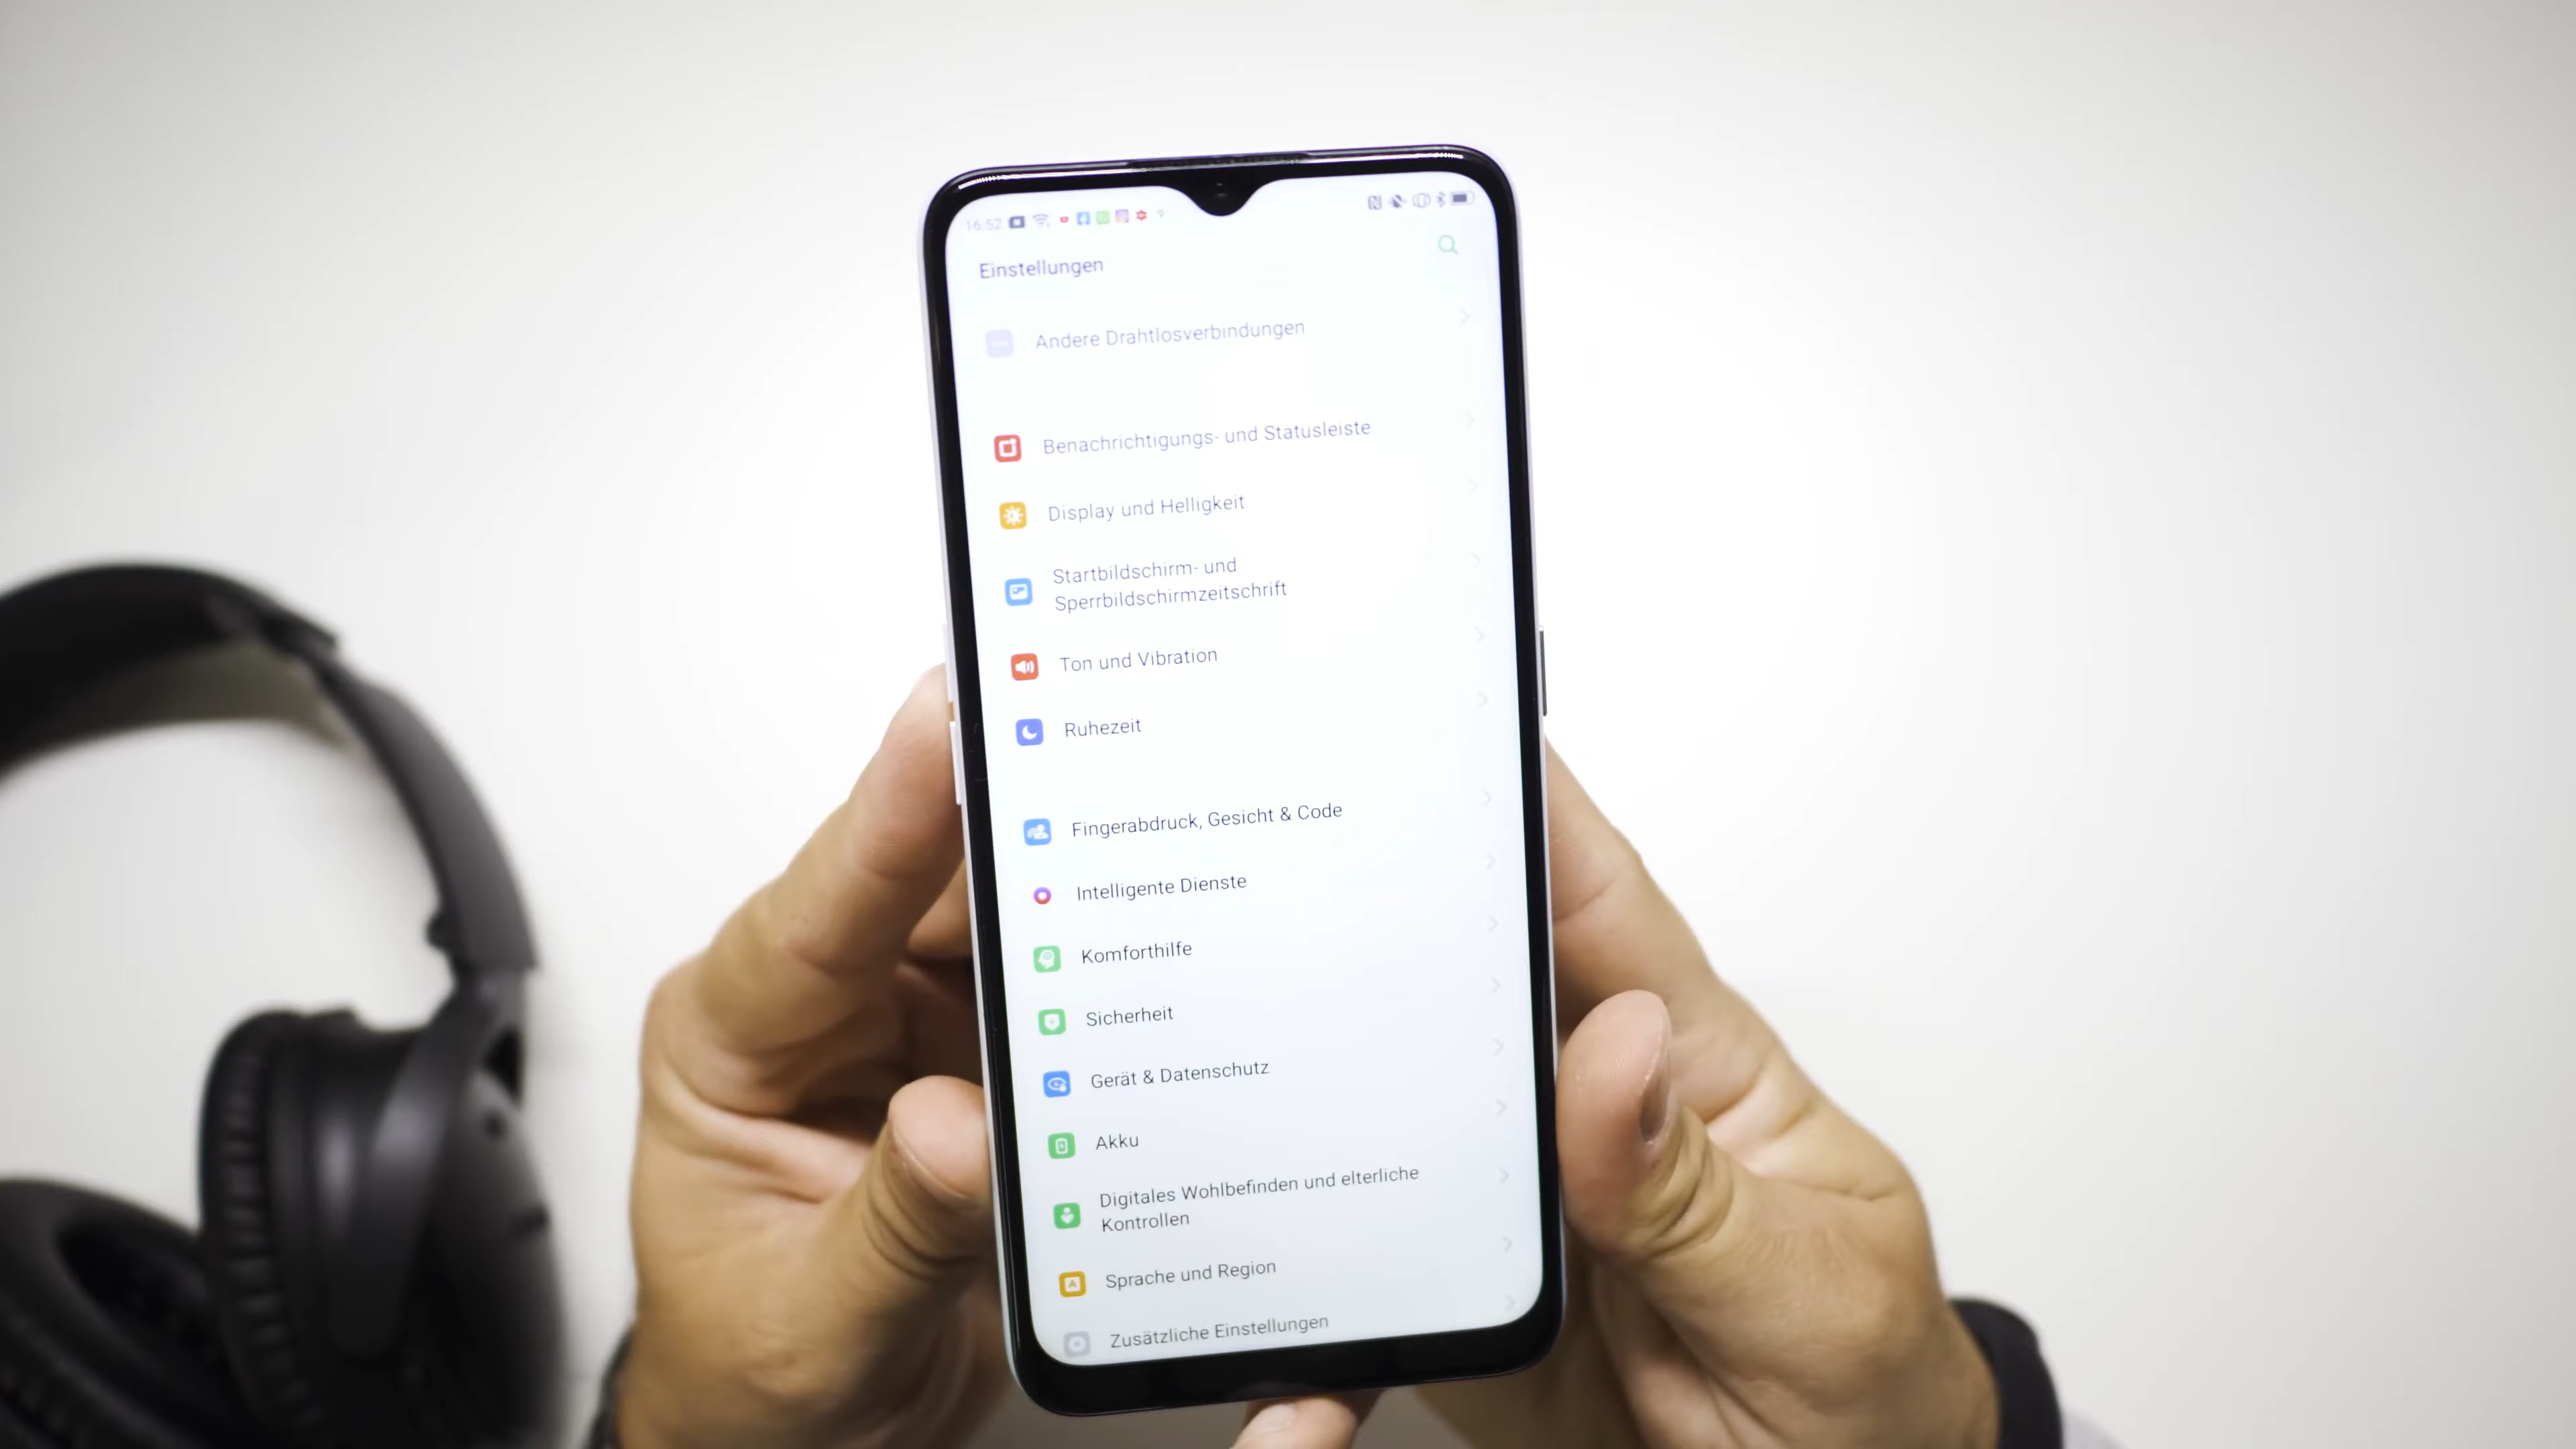 16:52
Einstellungen
Andere Drahtlosverbindungen
Benachrichtigungs- und Statusleiste
Display und Helligkeit
Startbildschirm- und
Sperrbildschirmzeitschrift
Ton und Vibration
Ruhezeit
Fingerabdruck, Gesicht & Code
Intelligente Dienste
Komforthilfe
Sicherheit
Gerät & Datenschutz
Akku
Digitales Wohlbefinden und elterliche
Kontrollen
Sprache und Region
Zusätzliche Einstellungen